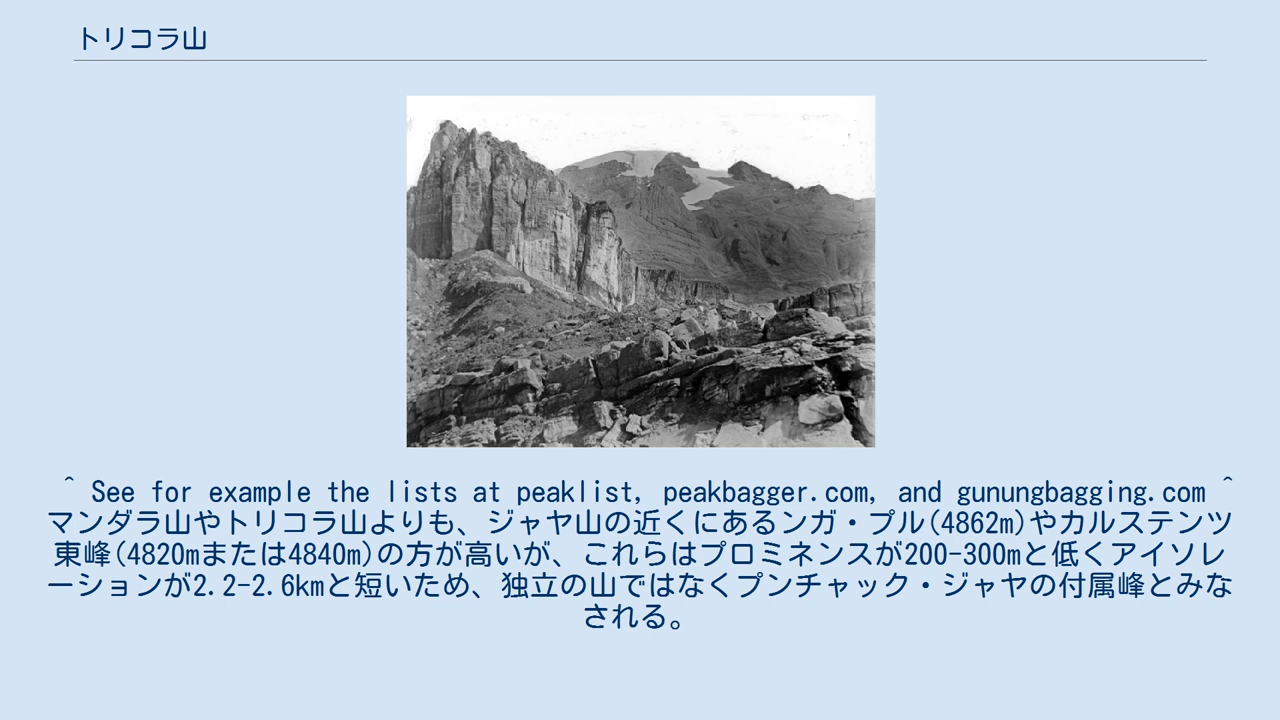 トリコラ山
^ See for example the lists at peaklist, peakbagger.com, and gunungbagging.com ^
マンダラ山やトリコラ山よりも、ジャヤ山の近くにあるンガ・プル(4862m)やカルステンツ
東峰(4820mまたは4840m)の方が高いが、これらはプロミネンスが200-300mと低くアイソレ
ーションが2.2-2.6kmと短いため、独立の山ではなくプンチャック・ジャヤの付属峰とみな
される。